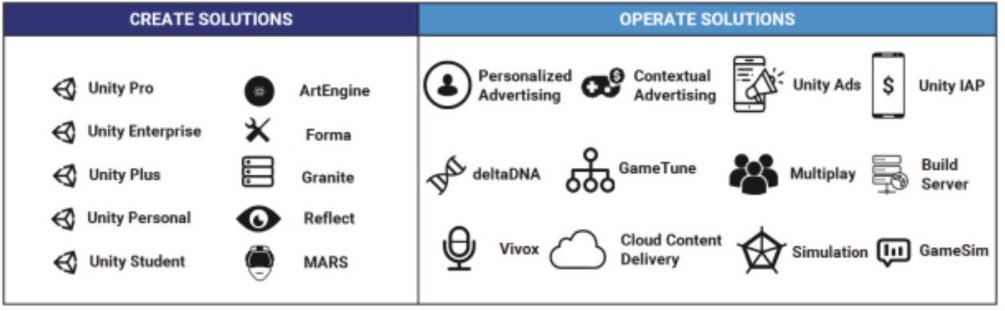 CREATE SOLUTIONS
Unity Pro
ArtEngine
Unity Enterprise
Forma
Unity Plus
Granite
Unity Personal
Reflect
Unity Student
MARS
OPERATE SOLUTIONS
Personalized
Advertising
$
Contextual
Advertising
Unity Ads
$
Unity IAP
deltaDNA
GameTune
Multiplay
Build
Server
Vivox
Cloud Content
Delivery
Simulation
GameSim